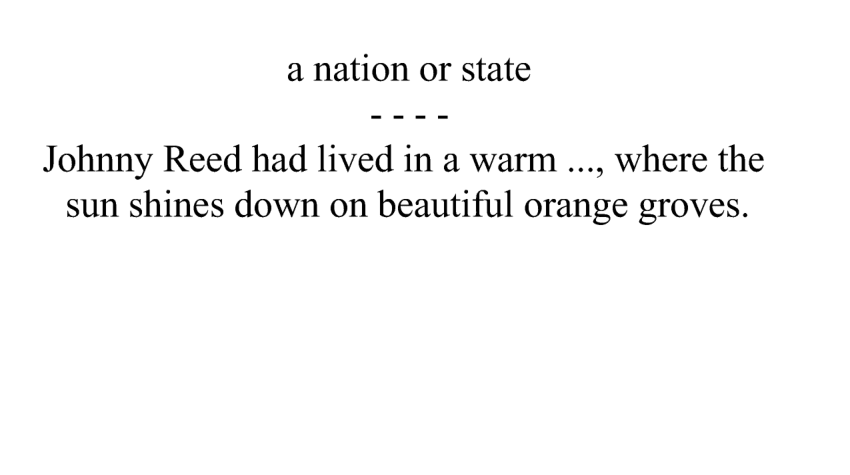 a nation or state
- - - -
Johnny Reed had lived in a warm ..., where the
sun shines down on beautiful orange groves.